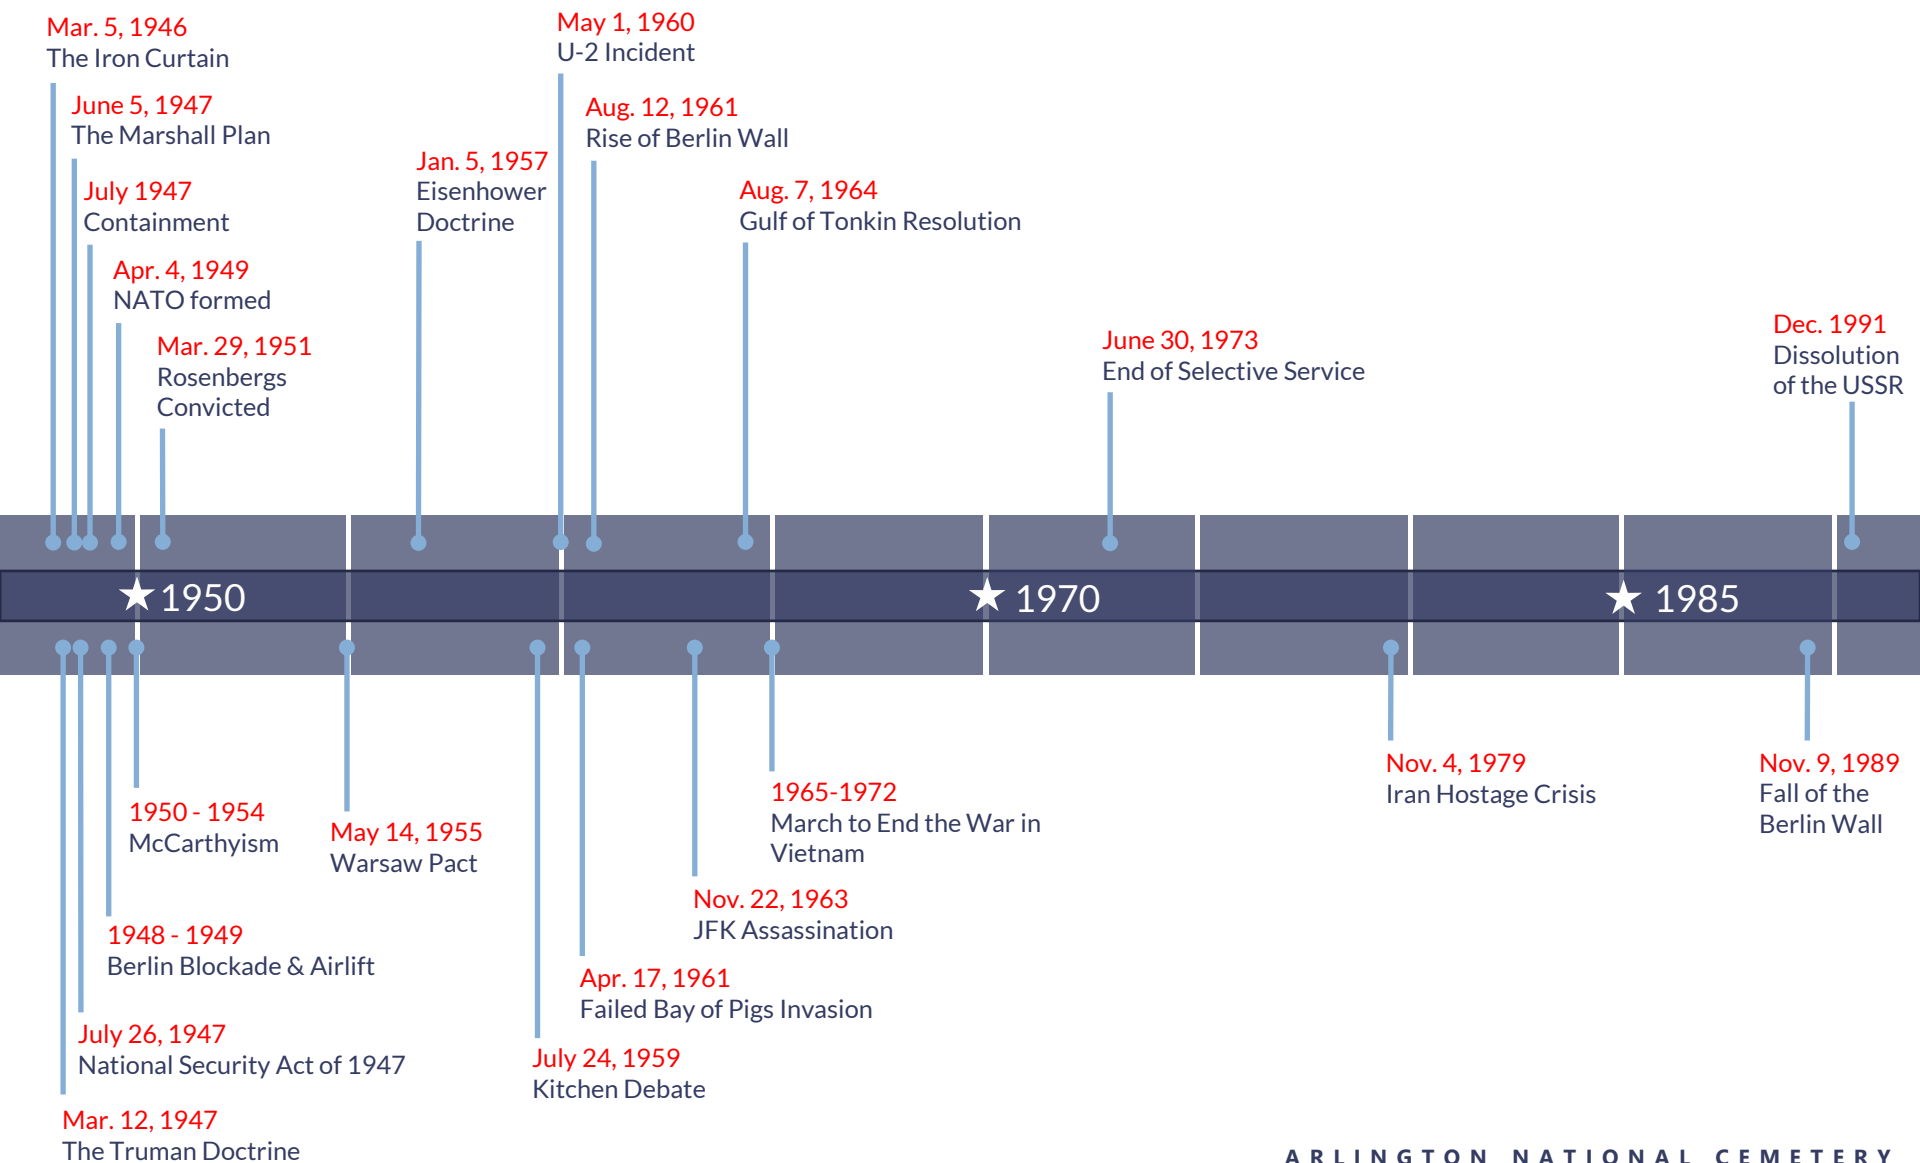 Mar. 5, 1946
The Iron Curtain
June 5, 1947
The Marshall Plan
July 1947
Containment
Apr. 4, 1949
NATO formed
Mar. 29, 1951
Rosenbergs
Convicted
Jan. 5, 1957
Eisenhower
Doctrine
May 1, 1960
U-2 Incident
Aug. 12, 1961
Rise of Berlin Wall
Aug. 7, 1964
Gulf of Tonkin Resolution
June 30, 1973
End of Selective Service
Dec. 1991
Dissolution
of the USSR
1950
1970
1985
1950 - 1954
McCarthyism
1948 - 1949
Berlin Blockade & Airlift
July 26, 1947
National Security Act of 1947
Mar. 12, 1947
The Truman Doctrine
May 14, 1955
Warsaw Pact
1965-1972
March to End the War in
Vietnam
Nov. 22, 1963
JFK Assassination
Apr. 17, 1961
Failed Bay of Pigs Invasion
July 24, 1959
Kitchen Debate
Nov. 4, 1979
Iran Hostage Crisis
Nov. 9, 1989
Fall of the
Berlin Wall
ARLINGTON NATIONAL CEMETERY